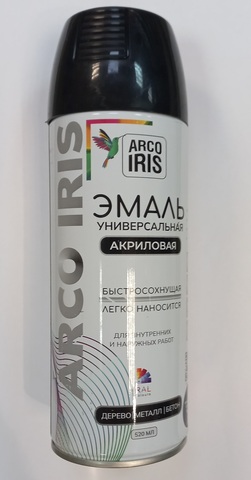 ARCO
IRIS
ARCO IRIS
ЭМАЛЬ
УНИВЕРСАЛЬНАЯ
АКРИЛОВАЯ
БЫСТРОСОХНУЩАЯ
ЛЕГКО НАНОСИТСЯ
ДЛЯ ВНУТРЕННИХ
И НАРУЖНЫХ РАБОТ
RAL
ДЕРЕВО|МЕТАЛЛ|БЕТОН
520 МЛ